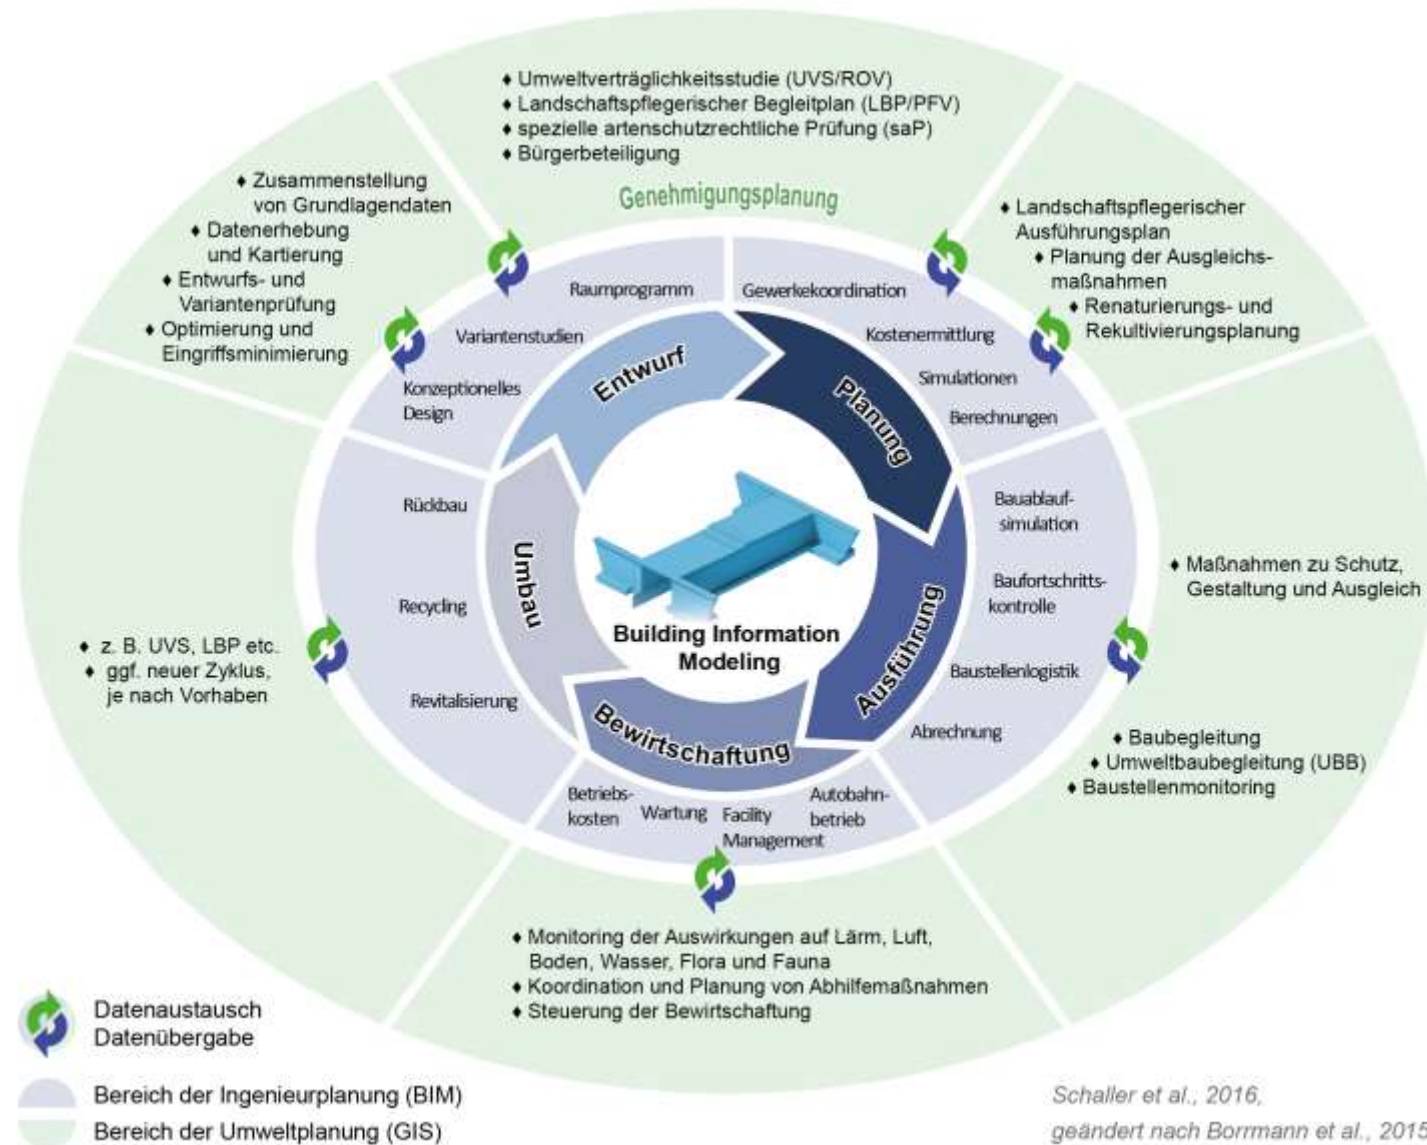 ♦ Umweltverträglichkeitsstudie (UVS/ROV)
♦ Landschaftspflegerischer Begleitplan (LBP/PFV)
♦ spezielle artenschutzrechtliche Prüfung (saP)
♦ Bürgerbeteiligung
Genehmigungsplanung
♦ Zusammenstellung
von Grundlagendaten
♦ Datenerhebung
und Kartierung
♦ Entwurfs- und
Variantenprüfung
♦ Optimierung und
Eingriffsminimierung
♦ Landschaftspflegerischer
Ausführungsplan
♦ Planung der Ausgleichs-
maßnahmen
♦ Renaturierungs- und
Rekultivierungsplanung
Raumprogramm
Variantenstudien
Konzeptionelles
Design
Gewerkekoordination
Kostenermittlung
Simulationen
Berechnungen
Entwurf
Planung
Ausführung
Bewirtschaftung
Umbau
Building Information
Modeling
Rückbau
Recycling
Revitalisierung
Bauablauf-
simulation
Baufortschritts-
kontrolle
Baustellenlogistik
Abrechnung
Betriebs-
kosten
Wartung
Facility
Management
Autobahn-
betrieb
♦ Maßnahmen zu Schutz,
Gestaltung und Ausgleich
♦ Baubegleitung
♦ Umweltbaubegleitung (UBB)
♦ Baustellenmonitoring
♦ z. B. UVS, LBP etc.
♦ ggf. neuer Zyklus,
je nach Vorhaben
♦ Monitoring der Auswirkungen auf Lärm, Luft,
Boden, Wasser, Flora und Fauna
♦ Koordination und Planung von Abhilfemaßnahmen
♦ Steuerung der Bewirtschaftung
Datenaustausch
Datenübergabe
Bereich der Ingenieurplanung (BIM)
Bereich der Umweltplanung (GIS)
Schaller et al., 2016,
geändert nach Borrmann et al., 2015